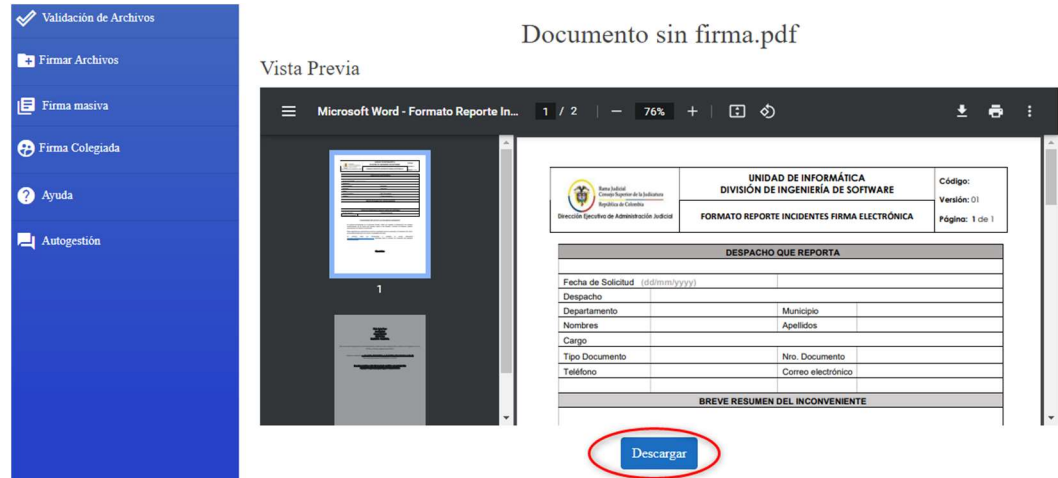 Validación de Archivos
Firmar Archivos
Firma masiva
Firma Colegiada
Ayuda
Autogestión
Documento sin firma.pdf
Vista Previa
Microsoft Word - Formato Reporte In... 1 / 2 76%
1
Rama Judicial
Consejo Superior de la Judicatura
República de Colombia
Dirección Ejecutiva de Administración Judicial
UNIDAD DE INFORMÁTICA
DIVISIÓN DE INGENIERÍA DE SOFTWARE
FORMATO REPORTE INCIDENTES FIRMA ELECTRÓNICA
Código:
Versión: 01
Página: 1 de 1
DESPACHO QUE REPORTA
Fecha de Solicitud (dd/mm/yyyy)
Despacho
Departamento Municipio
Nombres Apellidos
Cargo
Tipo Documento Nro. Documento
Teléfono Correo electrónico
BREVE RESUMEN DEL INCONVENIENTE
Descargar